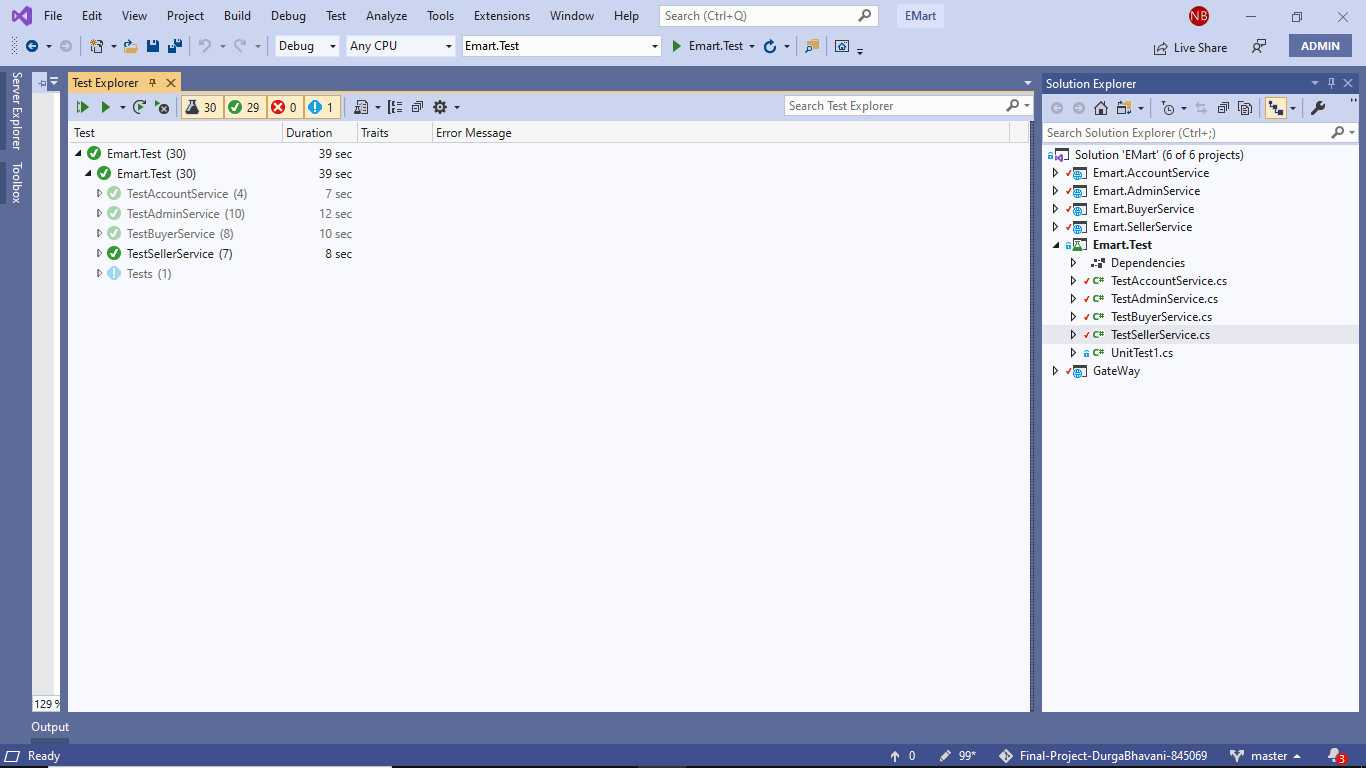 File Edit View Project Build Debug Test Analyze Tools Extensions Window Help Search (Ctrl+Q) EMart NB
Debug Any CPU Emart.Test Emart.Test Live Share ADMIN
Server Explorer
Toolbox
Test Explorer
30 29 0 1 Search Test Explorer
Test Duration Traits Error Message
Emart.Test (30) 39 sec
Emart.Test (30) 39 sec
TestAccountService (4) 7 sec
TestAdminService (10) 12 sec
TestBuyerService (8) 10 sec
TestSellerService (7) 8 sec
Tests (1)
Solution Explorer
Search Solution Explorer (Ctrl+;)
Solution 'EMart' (6 of 6 projects)
Emart.AccountService
Emart.AdminService
Emart.BuyerService
Emart.SellerService
Emart.Test
Dependencies
C# TestAccountService.cs
C# TestAdminService.cs
C# TestBuyerService.cs
C# TestSellerService.cs
C# UnitTest1.cs
GateWay
129 %
Output
Ready 0 99* Final-Project-DurgaBhavani-845069 master 3